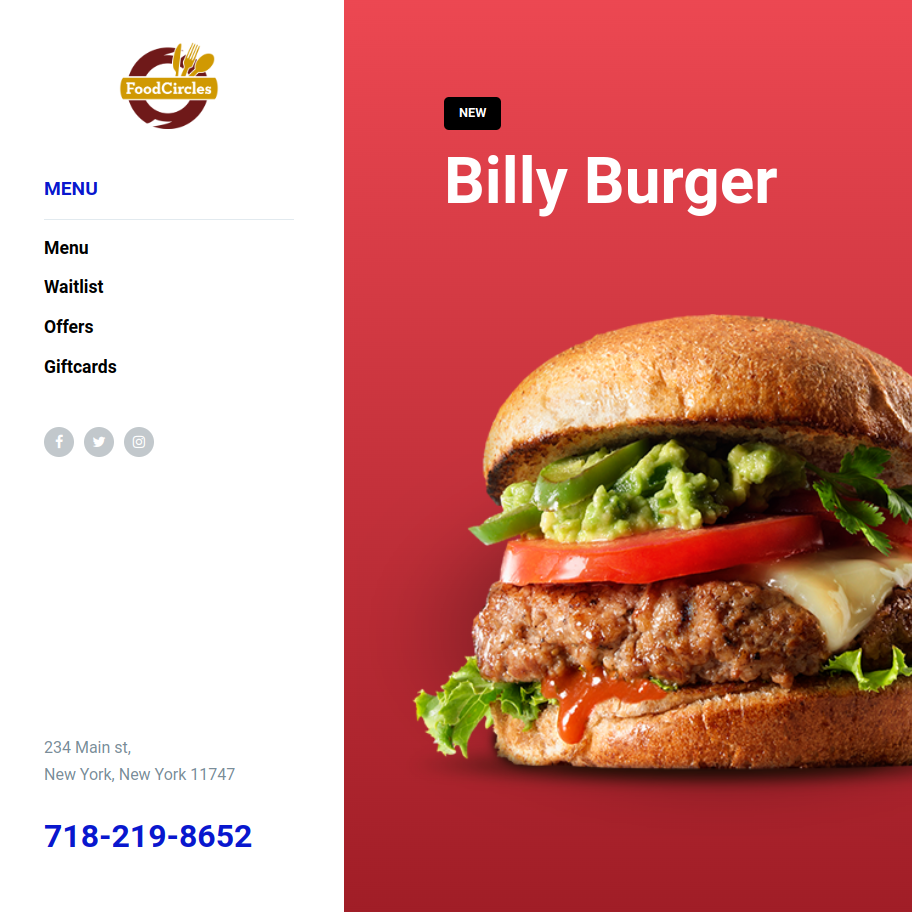 FoodCircles
MENU
Menu
Waitlist
Offers
Giftcards
234 Main st,
New York, New York 11747
718-219-8652
NEW
Billy Burger